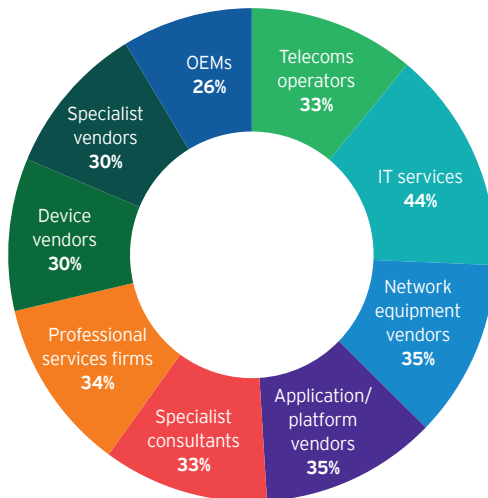 Telecoms
operators
33%
IT services
44%
Network
equipment
vendors
35%
Application/
platform
vendors
35%
Specialist
consultants
33%
Professional
services firms
34%
Device
vendors
30%
Specialist
vendors
30%
OEMs
26%